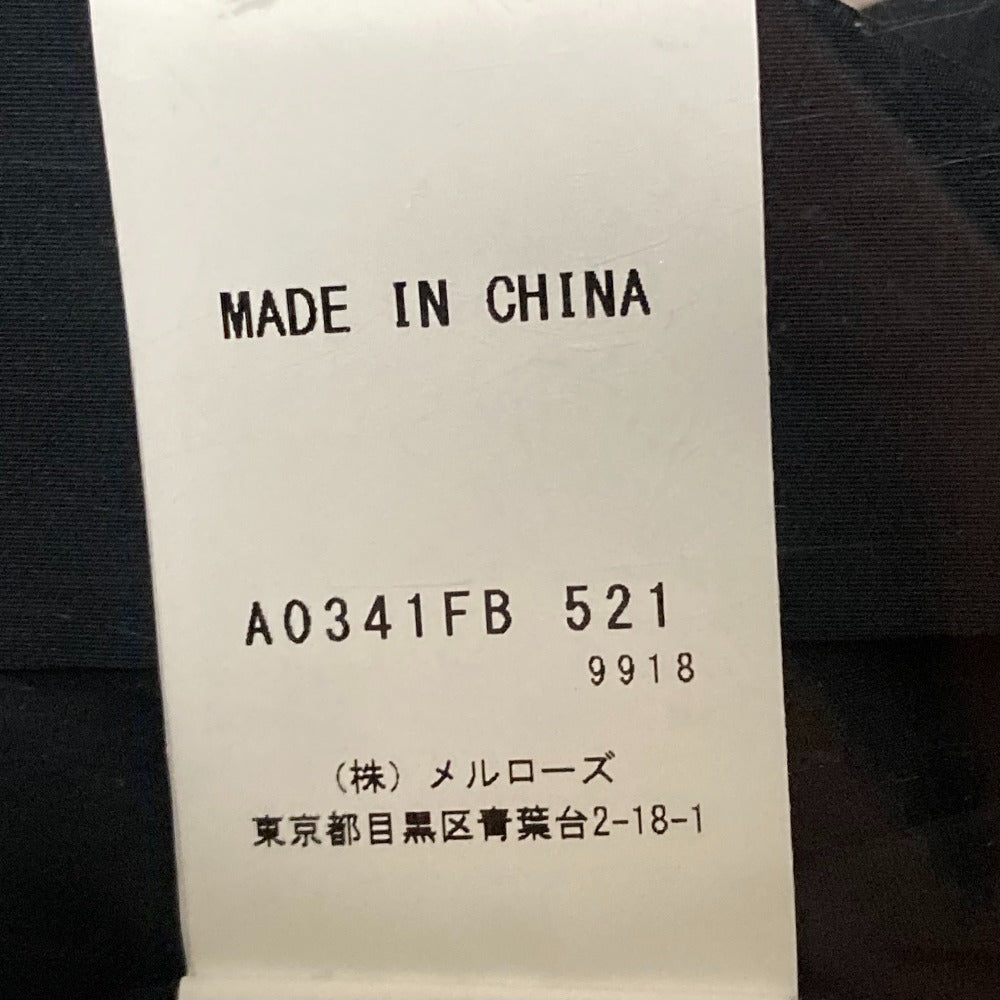 MADE IN CHINA
A0341FB 521
9918
(株) メルローズ
東京都目黒区青葉台2-18-1